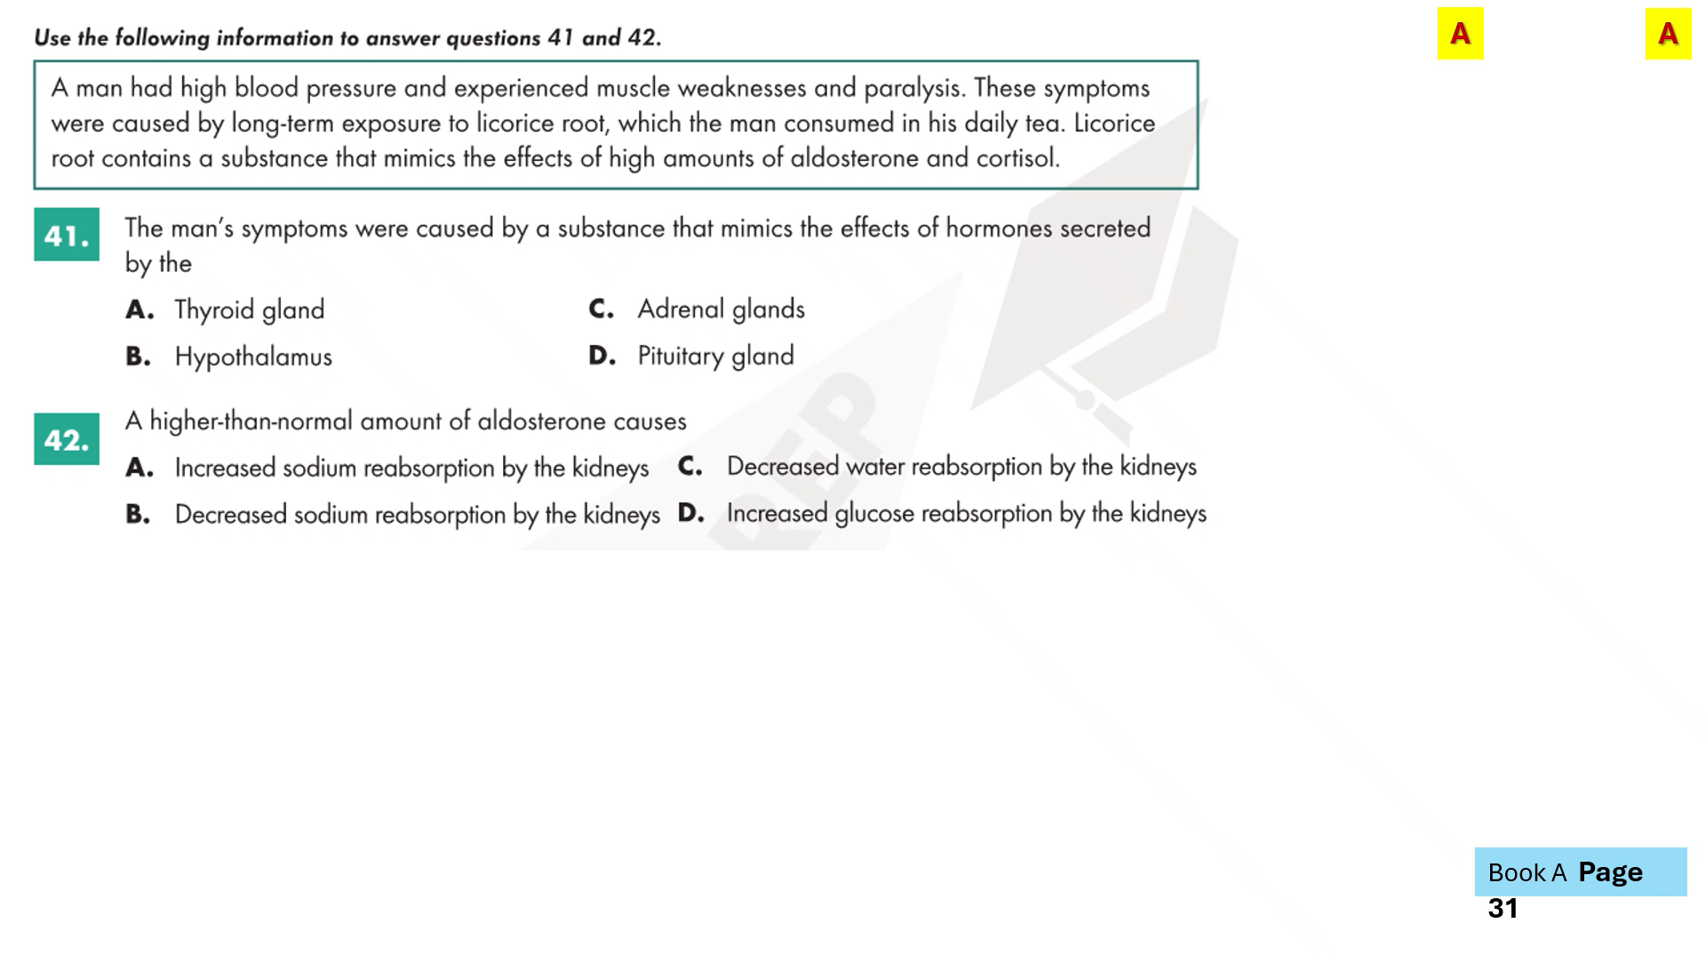 Use the following information to answer questions 41 and 42.
A A
A man had high blood pressure and experienced muscle weaknesses and paralysis. These symptoms
were caused by long-term exposure to licorice root, which the man consumed in his daily tea. Licorice
root contains a substance that mimics the effects of high amounts of aldosterone and cortisol.
41. The man's symptoms were caused by a substance that mimics the effects of hormones secreted
by the
A. Thyroid gland C. Adrenal glands
B. Hypothalamus D. Pituitary gland
42. A higher-than-normal amount of aldosterone causes
A. Increased sodium reabsorption by the kidneys C. Decreased water reabsorption by the kidneys
B. Decreased sodium reabsorption by the kidneys D. Increased glucose reabsorption by the kidneys
REP
Book A Page
31